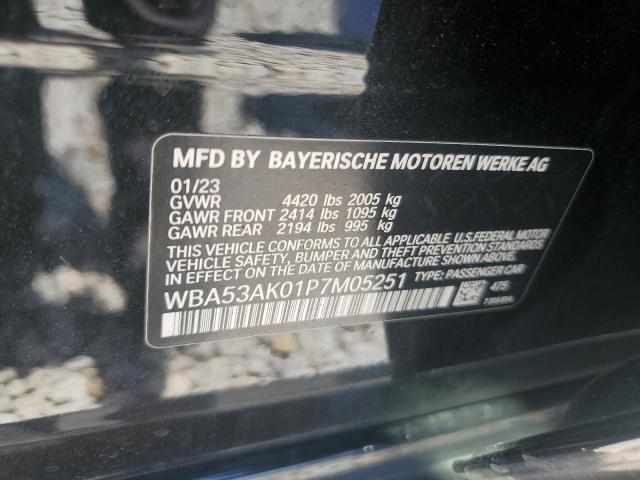 MFD BY BAYERISCHE MOTOREN WERKE AG
01/23
GVWR 4420 lbs 2005 kg
GAWR FRONT 2414 lbs 1095 kg
GAWR REAR 2194 lbs 995 kg
THIS VEHICLE CONFORMS TO ALL APPLICABLE U.S.FEDERAL MOTOR
VEHICLE SAFETY, BUMPER, AND THEFT PREVENTION STANDARDS
IN EFFECT ON THE DATE OF MANUFACTURE SHOWN ABOVE.
WBA53AK01P7M05251 TYPE: PASSENGER CAR
475